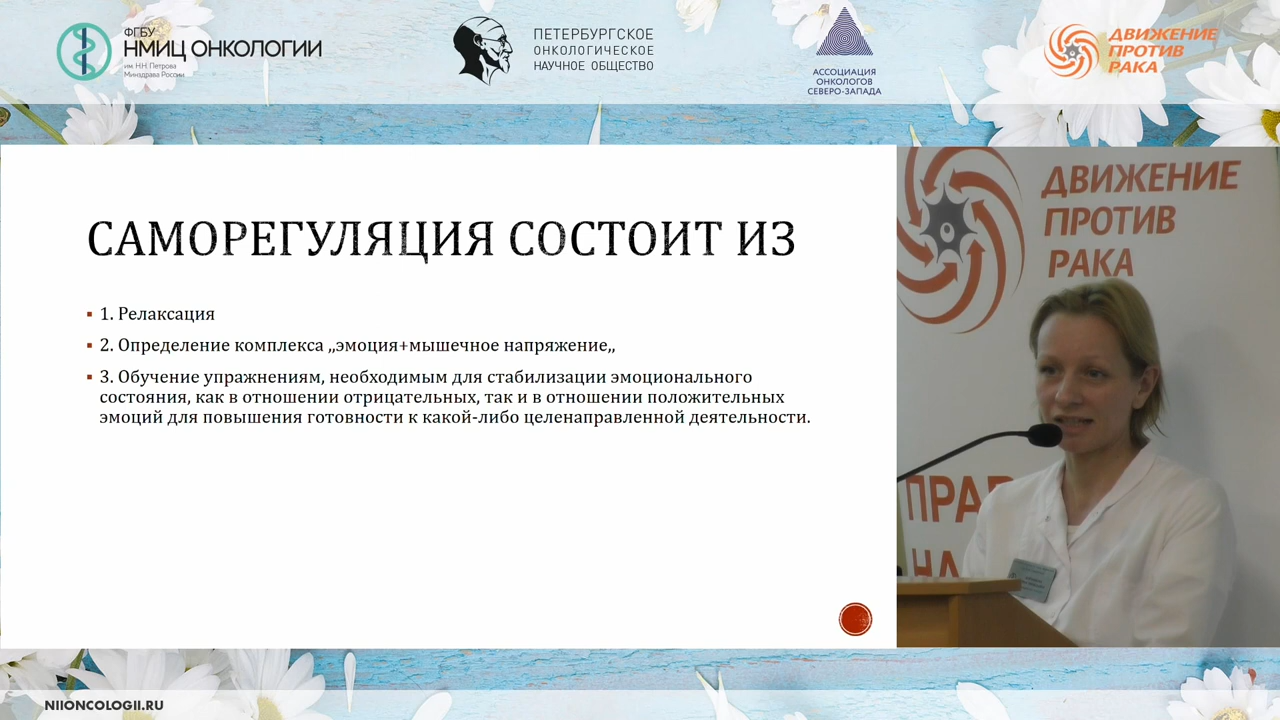 ФГБУ
НМИЦ ОНКОЛОГИИ
им. Н.Н. Петрова
Минздрава России
ПЕТЕРБУРГСКОЕ
ОНКОЛОГИЧЕСКОЕ
НАУЧНОЕ ОБЩЕСТВО
АССОЦИАЦИЯ
ОНКОЛОГОВ
СЕВЕРО-ЗАПАДА
ДВИЖЕНИЕ
ПРОТИВ
РАКА
САМОРЕГУЛЯЦИЯ СОСТОИТ ИЗ
▪ 1. Релаксация
▪ 2. Определение комплекса „эмоция+мышечное напряжение„
▪ 3. Обучение упражнениям, необходимым для стабилизации эмоционального
состояния, как в отношении отрицательных, так и в отношении положительных
эмоций для повышения готовности к какой-либо целенаправленной деятельности.
ДВИЖЕНИЕ
ПРОТИВ
РАКА
НА
NIIONCOLOGII.RU